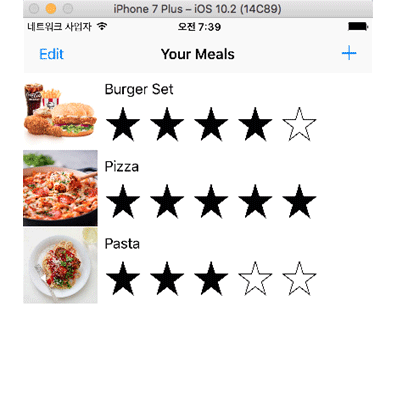 iPhone 7 Plus – iOS 10.2 (14C89)
네트워크 사업자 오전 7:39
Edit Your Meals +
Burger Set
Pizza
Pasta